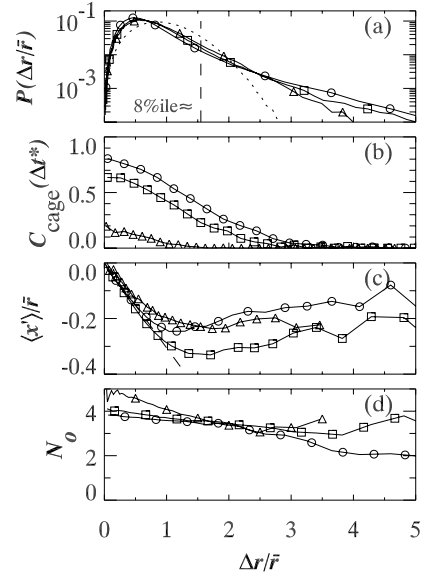 (a)
P(Δr/r̄)
10⁻¹
10⁻³
8%ile≈
(b)
C_cage(Δt*)
1.0
0.5
0.0
(c)
⟨x'⟩/r̄
0.0
-0.2
-0.4
(d)
N_o
4
2
0
0 1 2 3 4 5
Δr/r̄